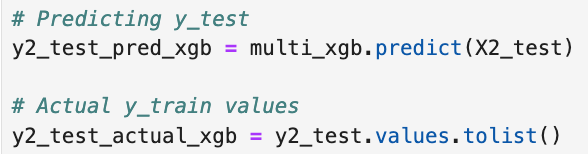 # Predicting y_test
y2_test_pred_xgb = multi_xgb.predict(X2_test)
# Actual y_train values
y2_test_actual_xgb = y2_test.values.tolist()